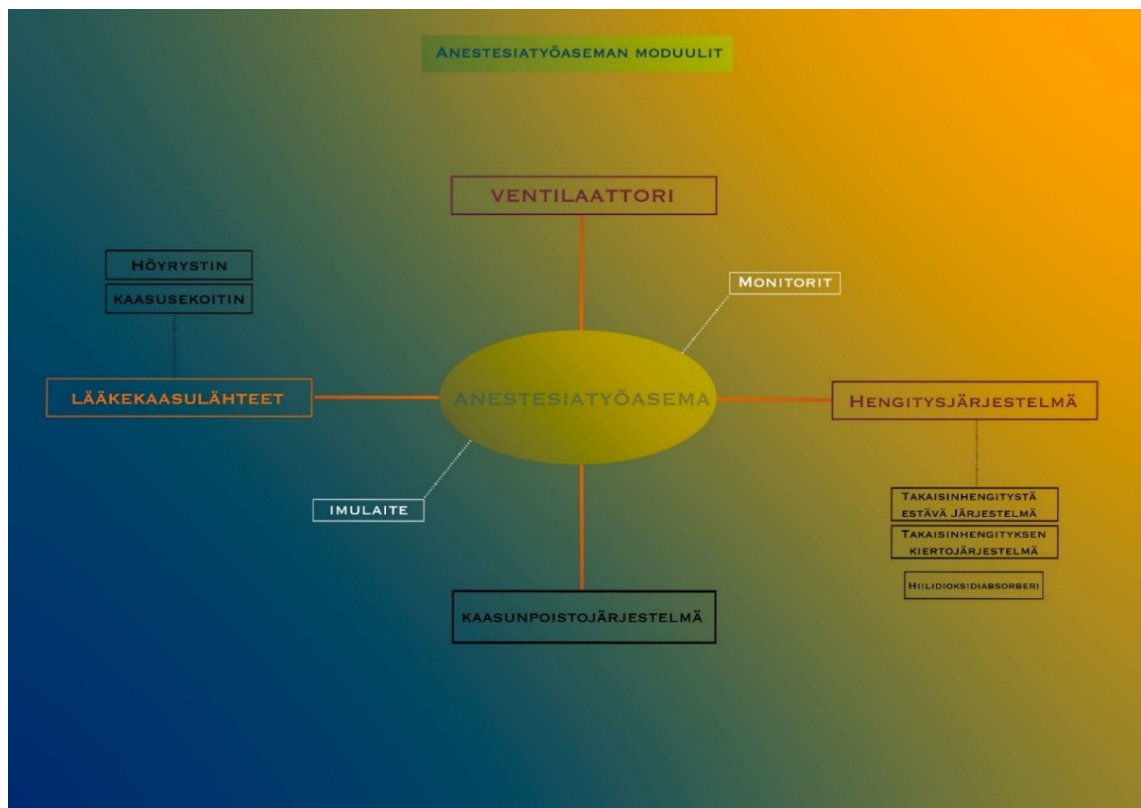 ANESTESIATYÖASEMAN MODUULIT
VENTILAATTORI
HÖYRYSTIN
KAASUSEKOITIN
MONITORIT
LÄÄKEKAASULÄHTEET
ANESTESIATYÖASEMA
HENGITYSJÄRJESTELMÄ
IMULAITE
TAKAISINHENGITYSTÄ
ESTÄVÄ JÄRJESTELMÄ
TAKAISINHENGITYKSEN
KIERTOJÄRJESTELMÄ
HIILIDIOKSIDIABSORBERI
KAASUNPOISTOJÄRJESTELMÄ